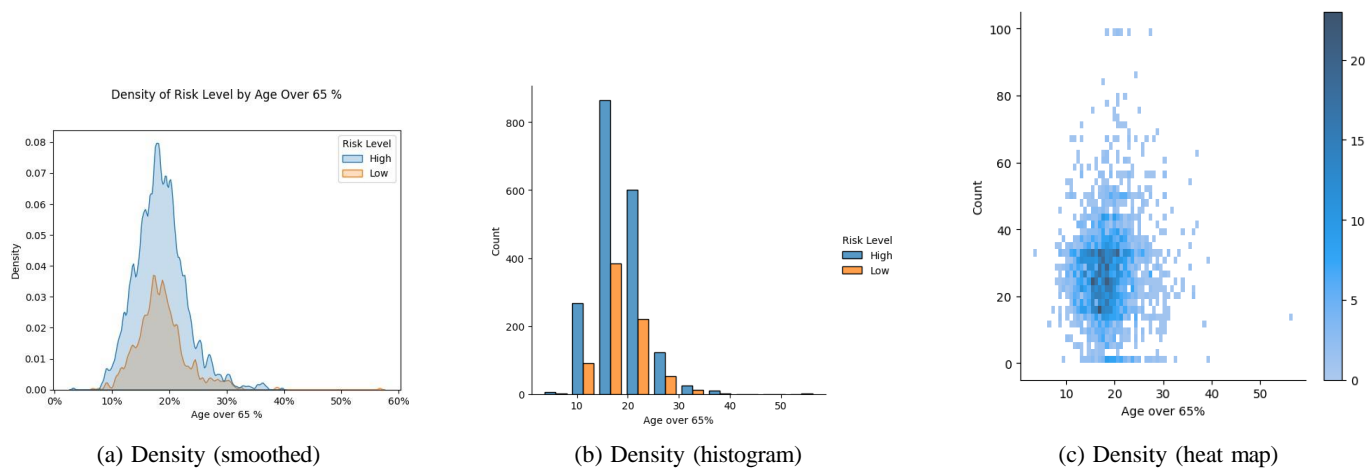 Density of Risk Level by Age Over 65 %
0.08
0.07
0.06
0.05
0.04
0.03
0.02
0.01
0.00
Density
Risk Level
High
Low
0% 10% 20% 30% 40% 50% 60%
Age over 65 %
(a) Density (smoothed)
800
600
400
200
0
Count
Risk Level
High
Low
10 20 30 40 50
Age over 65%
(b) Density (histogram)
100
80
60
40
20
0
Count
10 20 30 40 50
Age over 65%
20
15
10
5
0
(c) Density (heat map)